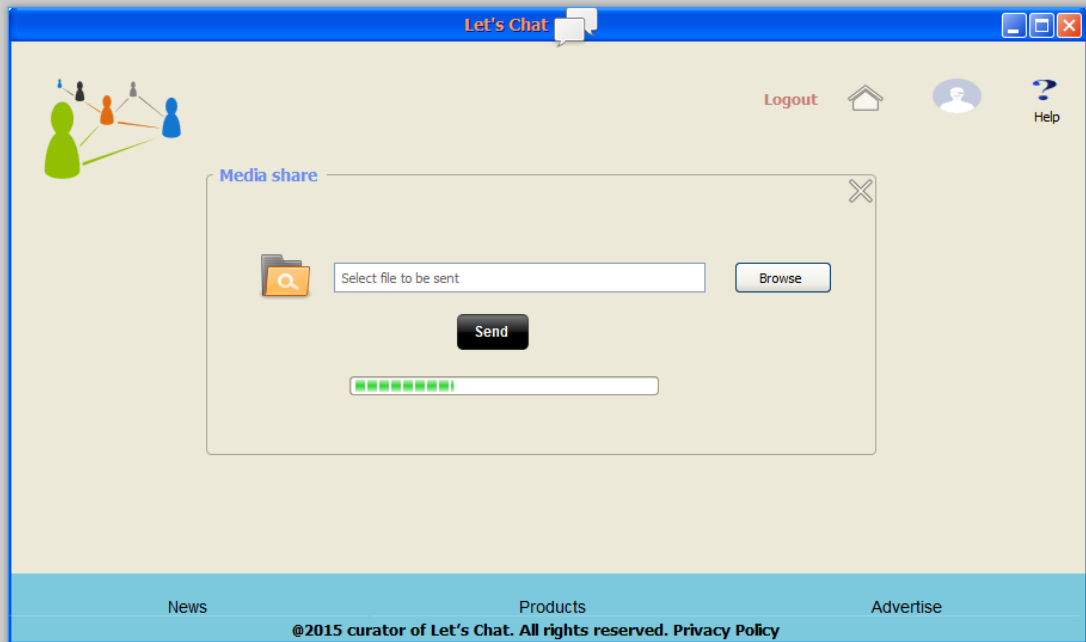 Let's Chat
Logout
Help
Media share
Select file to be sent
Browse
Send
News
Products
Advertise
@2015 curator of Let's Chat. All rights reserved. Privacy Policy